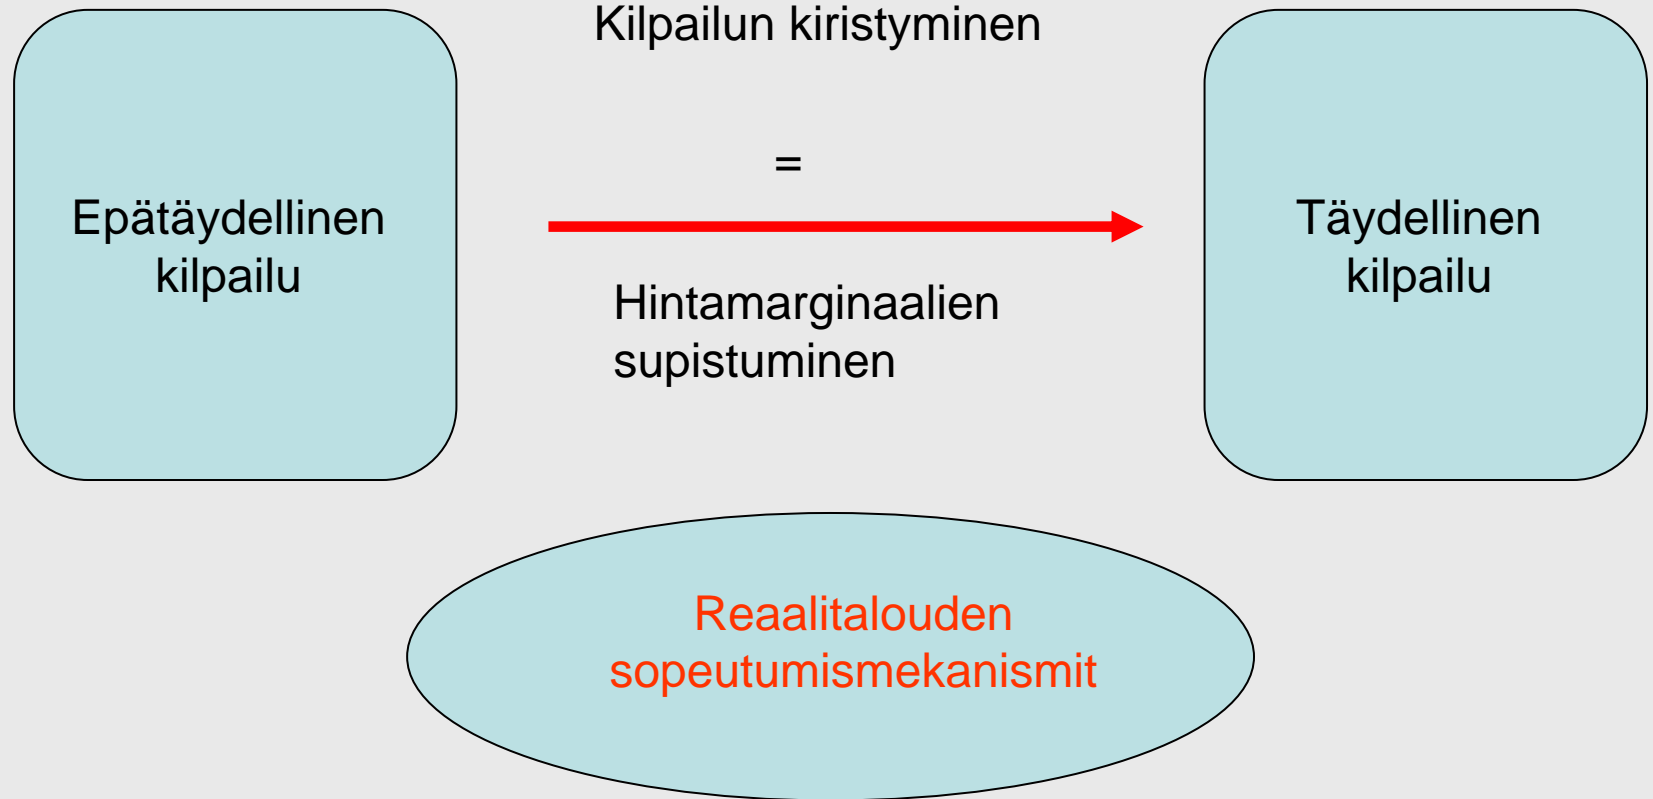 Kilpailun kiristyminen
=
Epätäydellinen
kilpailu
Hintamarginaalien
supistuminen
Täydellinen
kilpailu
Reaalitalouden
sopeutumismekanismit